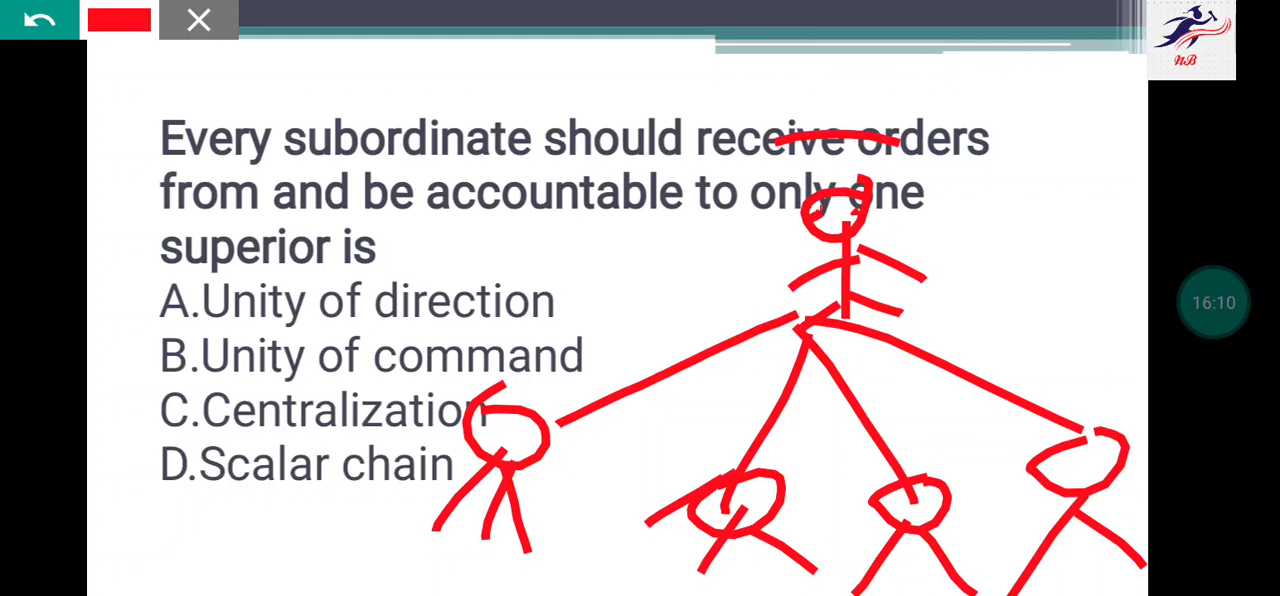 NB
Every subordinate should receive orders
from and be accountable to only one
superior is
A.Unity of direction
B.Unity of command
C.Centralization
D.Scalar chain
16:10